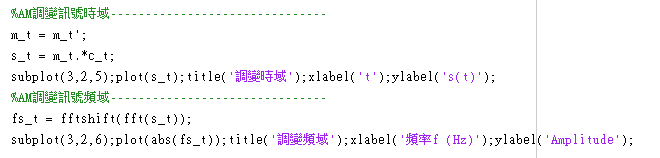 %AM調變訊號時域--------------------------------
m_t = m_t';
s_t = m_t.*c_t;
subplot(3,2,5);plot(s_t);title('調變時域');xlabel('t');ylabel('s(t)');
%AM調變訊號頻域--------------------------------
fs_t = fftshift(fft(s_t));
subplot(3,2,6);plot(abs(fs_t));title('調變頻域');xlabel('頻率f (Hz)');ylabel('Amplitude');